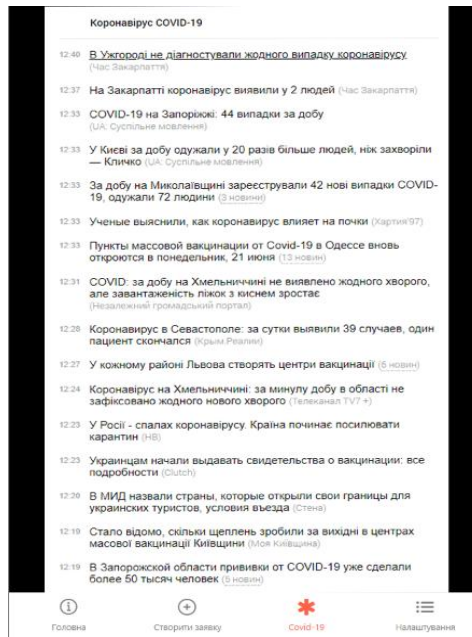 Коронавірус COVID-19
12:40 В Ужгороді не діагностували жодного випадку коронавірусу
(Час Закарпаття)
12:37 На Закарпатті коронавірус виявили у 2 людей (Час Закарпаття)
12:33 COVID-19 на Запоріжжі: 44 випадки за добу
(UA: Суспільне мовлення)
12:33 У Києві за добу одужали у 20 разів більше людей, ніж захворіли
— Кличко (UA: Суспільне мовлення)
12:33 За добу на Миколаївщині зареєстрували 42 нові випадки COVID-
19, одужали 72 людини (3 новини)
12:33 Ученые выяснили, как коронавирус влияет на почки (Хартия'97)
12:33 Пункты массовой вакцинации от Covid-19 в Одессе вновь
откроются в понедельник, 21 июня (13 новин)
12:31 COVID: за добу на Хмельниччині не виявлено жодного хворого,
але завантаженість ліжок з киснем зростає
(Незалежний громадський портал)
12:28 Коронавирус в Севастополе: за сутки выявили 39 случаев, один
пациент скончался (Крым.Реалии)
12:27 У кожному районі Львова створять центри вакцинації (6 новин)
12:24 Коронавірус на Хмельниччині: за минулу добу в області не
зафіксовано жодного нового хворого (Телеканал TV7 +)
12:23 У Росії - спалах коронавірусу. Країна починає посилювати
карантин (НВ)
12:23 Украинцам начали выдавать свидетельства о вакцинации: все
подробности (Clutch)
12:20 В МИД назвали страны, которые открыли свои границы для
украинских туристов, условия въезда (Стена)
12:19 Стало відомо, скільки щеплень зробили за вихідні в центрах
масової вакцинації Київщини (Моя Київщина)
12:19 В Запорожской области прививки от COVID-19 уже сделали
более 50 тысяч человек (5 новин)
Головна Створити заявку Covid-19 Налаштування